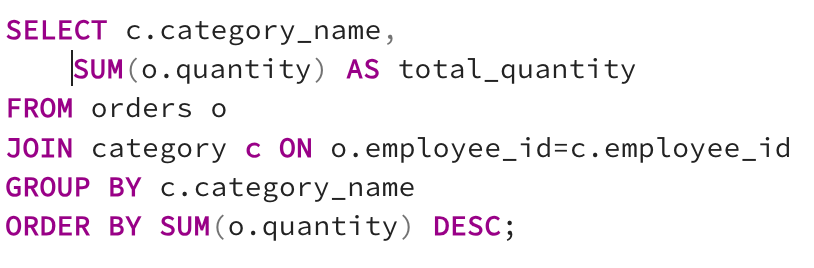 SELECT c.category_name,
    SUM(o.quantity) AS total_quantity
FROM orders o
JOIN category c ON o.employee_id=c.employee_id
GROUP BY c.category_name
ORDER BY SUM(o.quantity) DESC;